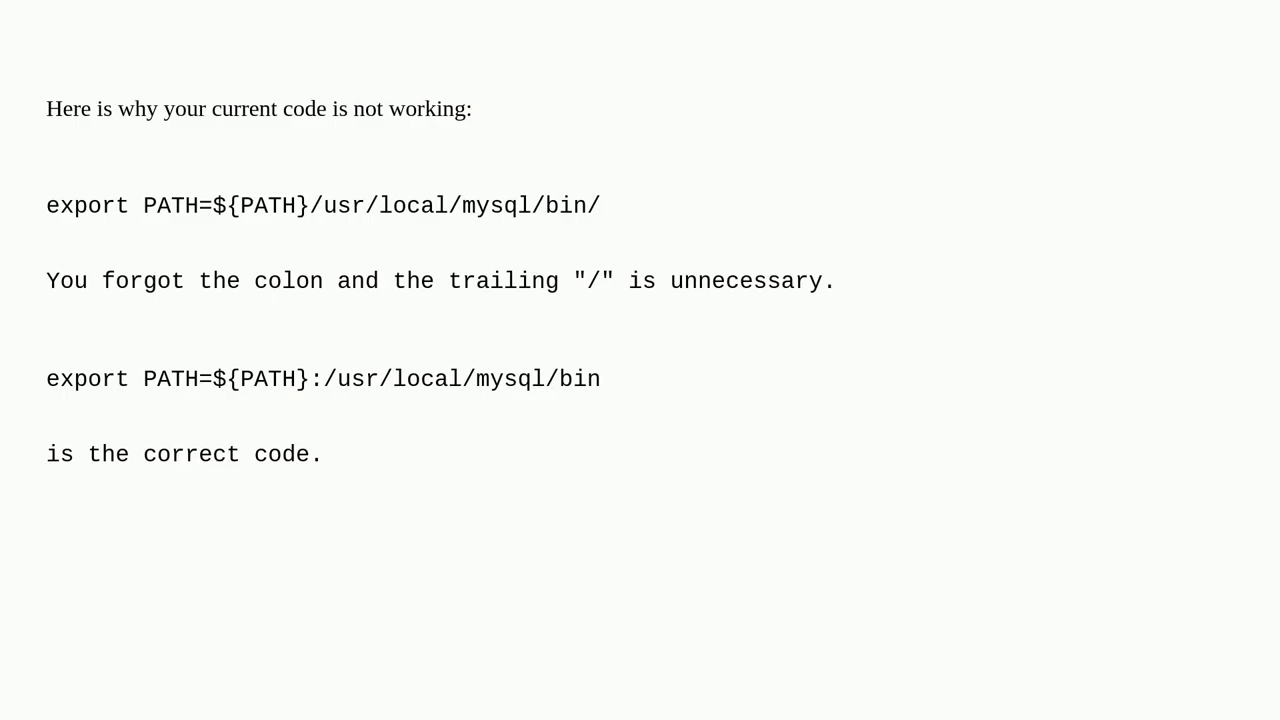 Here is why your current code is not working:
export PATH=${PATH}/usr/local/mysql/bin/
You forgot the colon and the trailing "/" is unnecessary.
export PATH=${PATH}:/usr/local/mysql/bin
is the correct code.